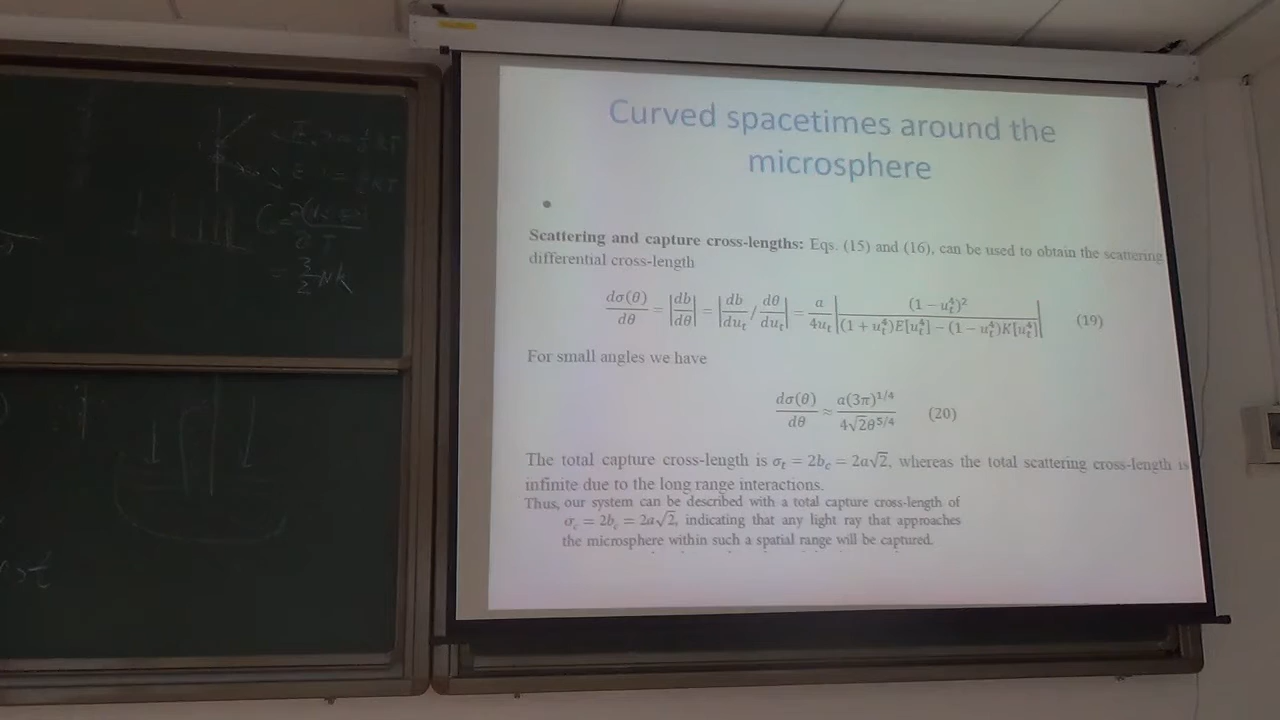 Curved spacetimes around the
microsphere
Scattering and capture cross-lengths: Eqs. (15) and (16), can be used to obtain the scattering
differential cross-length
dσ(θ)/dθ = |db/dθ| = |db/du_t / dθ/du_t| = a/4u_t |(1 − u_t^4)^2 / (1 + u_t^4)E[u_t^4] − (1 − u_t^4)K[u_t^4]| (19)
For small angles we have
dσ(θ)/dθ ≈ a(3π)^1/4 / 4√2θ^5/4 (20)
The total capture cross-length is σ_t = 2b_c = 2a√2, whereas the total scattering cross-length is
infinite due to the long range interactions.
Thus, our system can be described with a total capture cross-length of
σ_c = 2b_c = 2a√2, indicating that any light ray that approaches
the microsphere within such a spatial range will be captured.
= 3/2 Nk